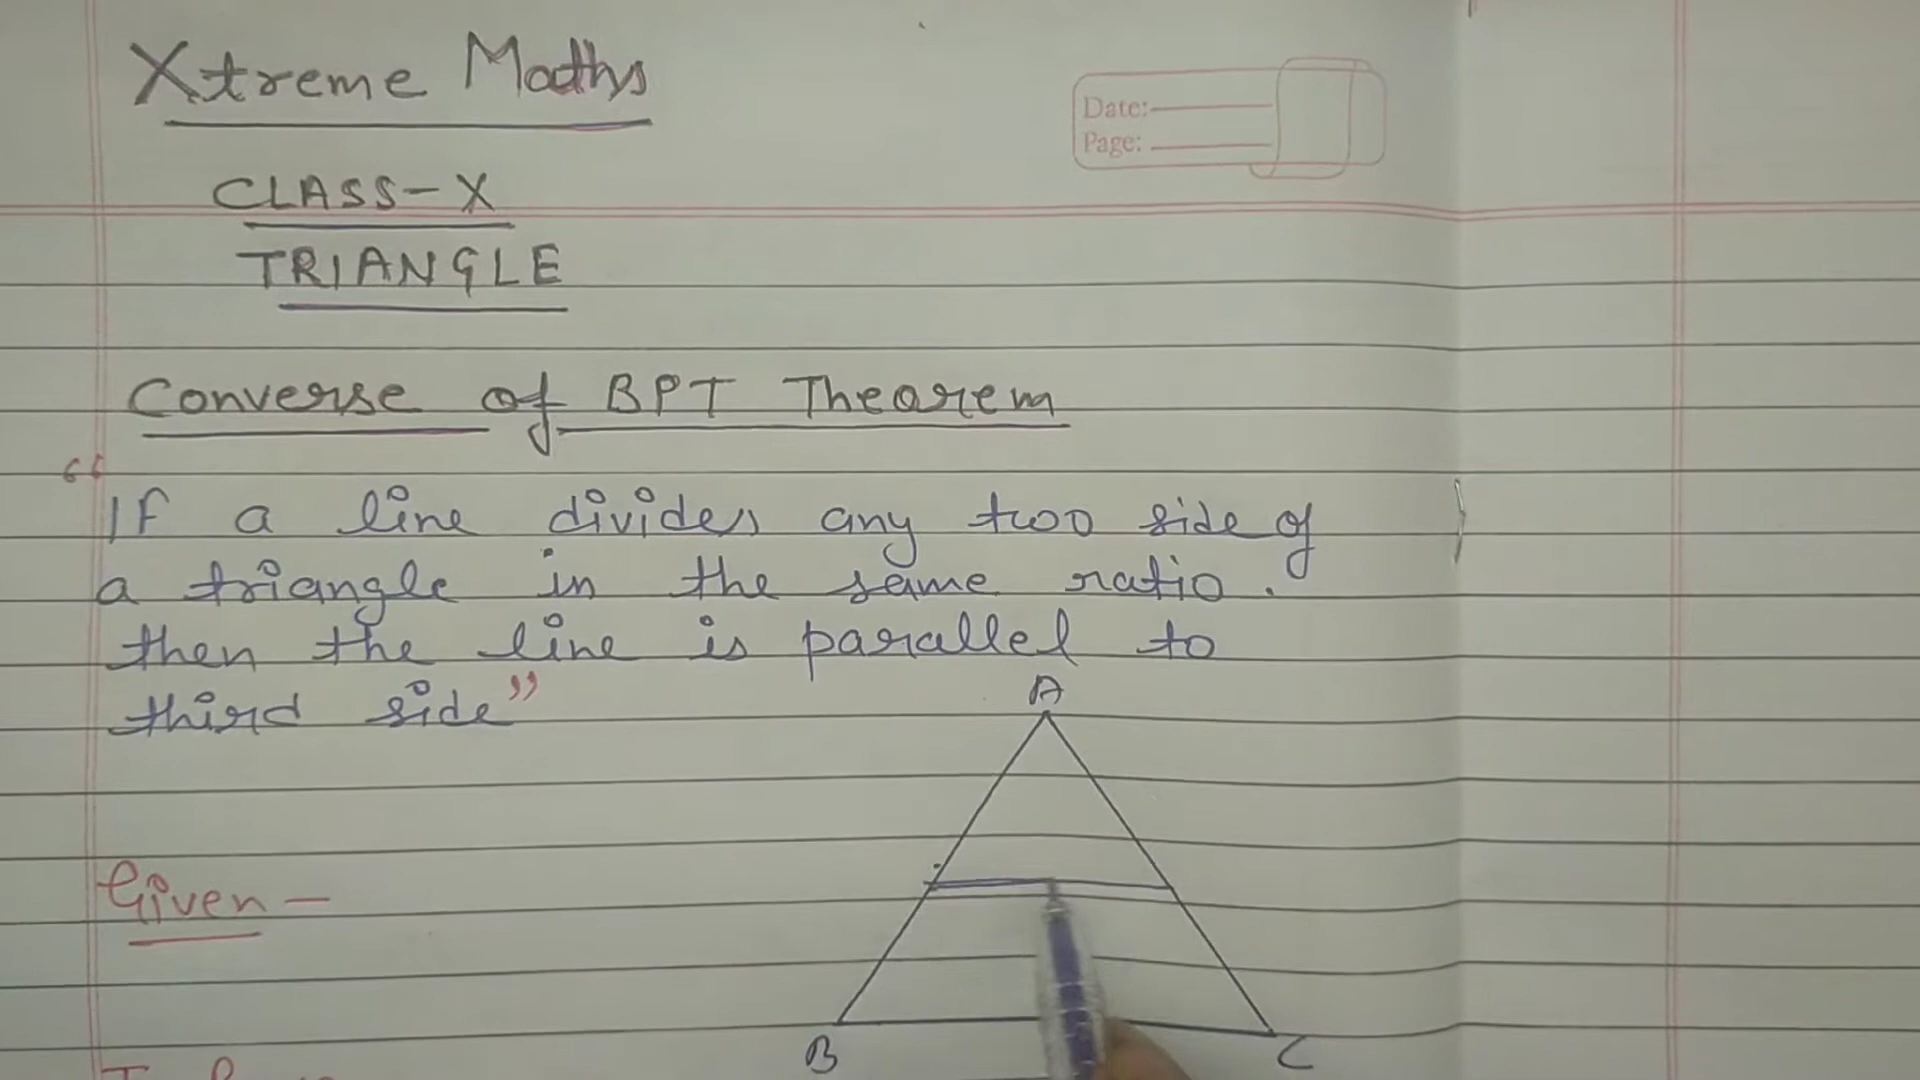 Xtreme Maths
Date:
Page:
CLASS-X
TRIANGLE
Converse of BPT Theorem
“If a line divides any two side of
a triangle in the same ratio.
then the line is parallel to
third side”
A
Given -
B C